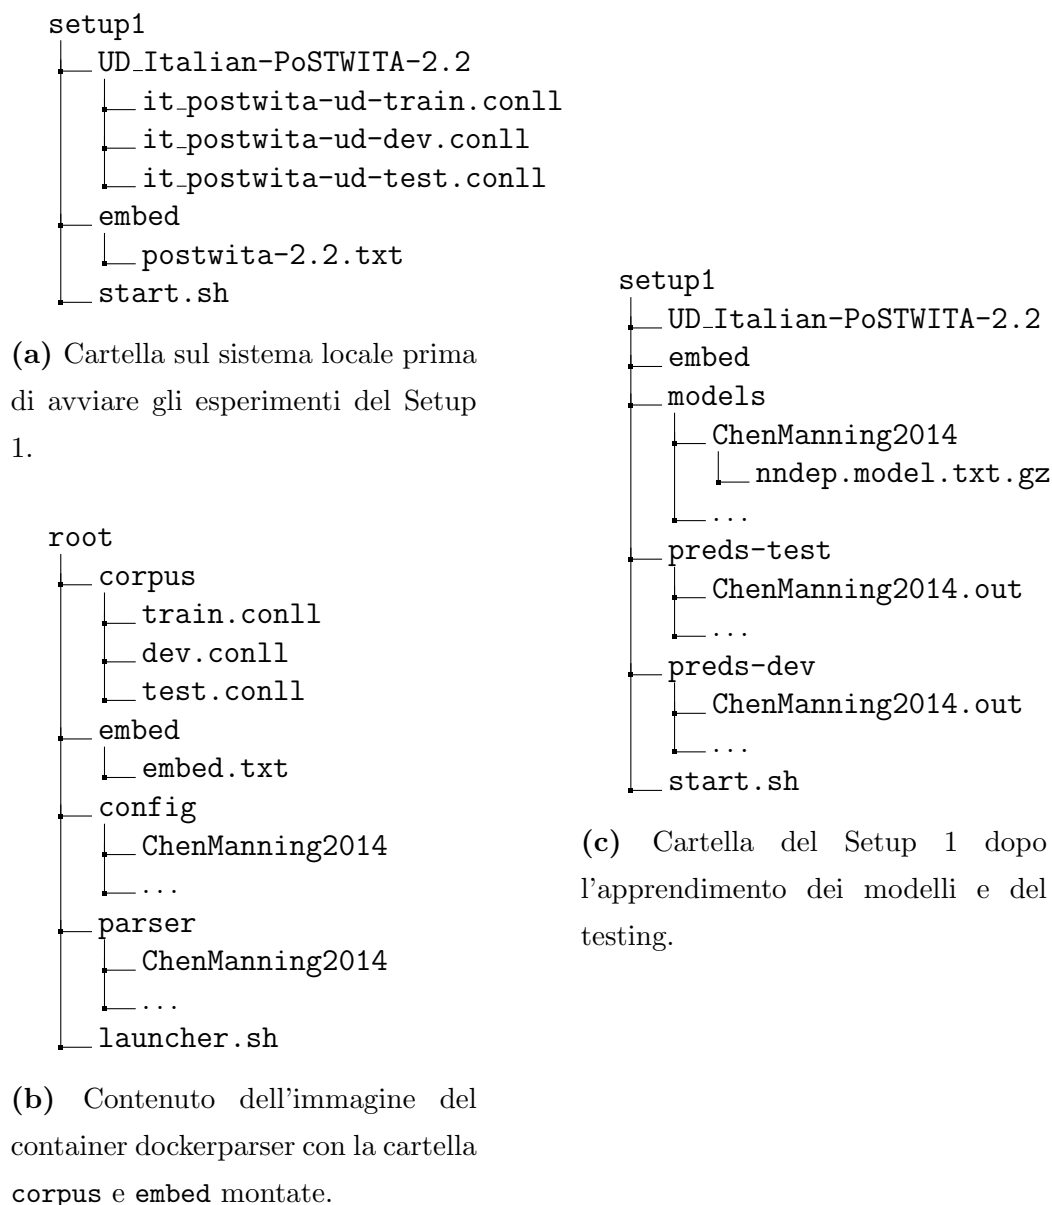 setup1
UD_Italian-PoSTWITA-2.2
it_postwita-ud-train.conll
it_postwita-ud-dev.conll
it_postwita-ud-test.conll
embed
postwita-2.2.txt
start.sh
(a) Cartella sul sistema locale prima
di avviare gli esperimenti del Setup
1.
root
corpus
train.conll
dev.conll
test.conll
embed
embed.txt
config
ChenManning2014
...
parser
ChenManning2014
...
launcher.sh
(b) Contenuto dell'immagine del
container dockerparser con la cartella
corpus e embed montate.
setup1
UD_Italian-PoSTWITA-2.2
embed
models
ChenManning2014
nndep.model.txt.gz
...
preds-test
ChenManning2014.out
...
preds-dev
ChenManning2014.out
...
start.sh
(c) Cartella del Setup 1 dopo
l'apprendimento dei modelli e del
testing.